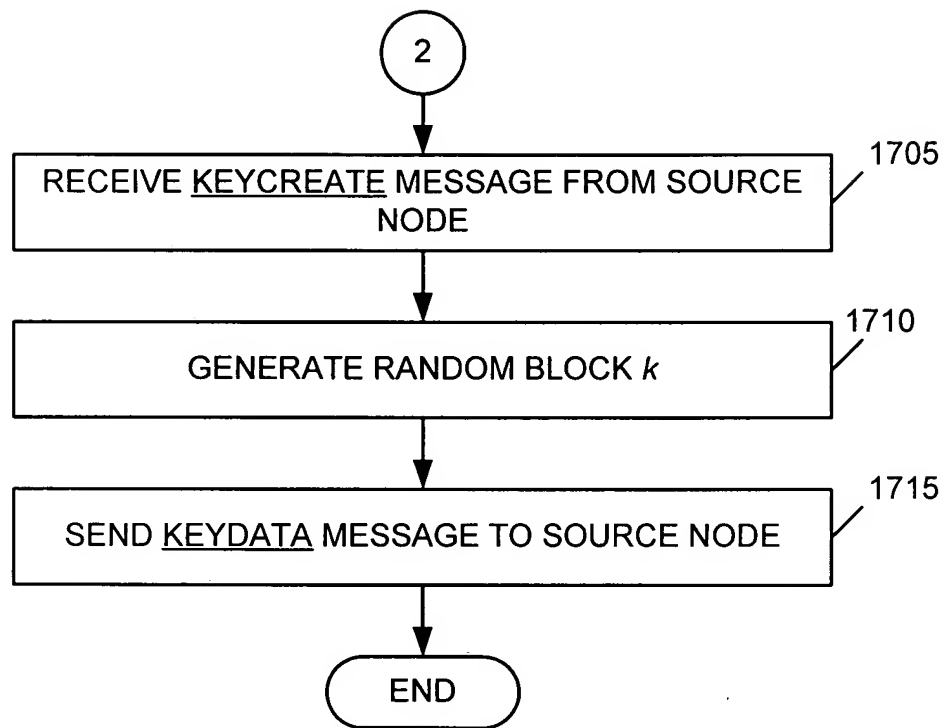 2
1705
RECEIVE KEYCREATE MESSAGE FROM SOURCE
NODE
1710
GENERATE RANDOM BLOCK k
1715
SEND KEYDATA MESSAGE TO SOURCE NODE
END